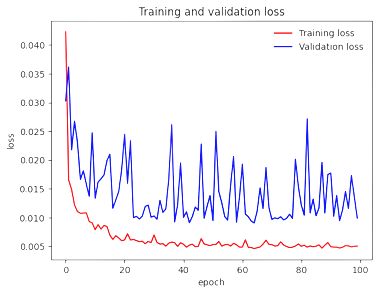 Training and validation loss
Training loss
Validation loss
0.040
0.035
0.030
0.025
0.020
0.015
0.010
0.005
loss
0 20 40 60 80 100
epoch